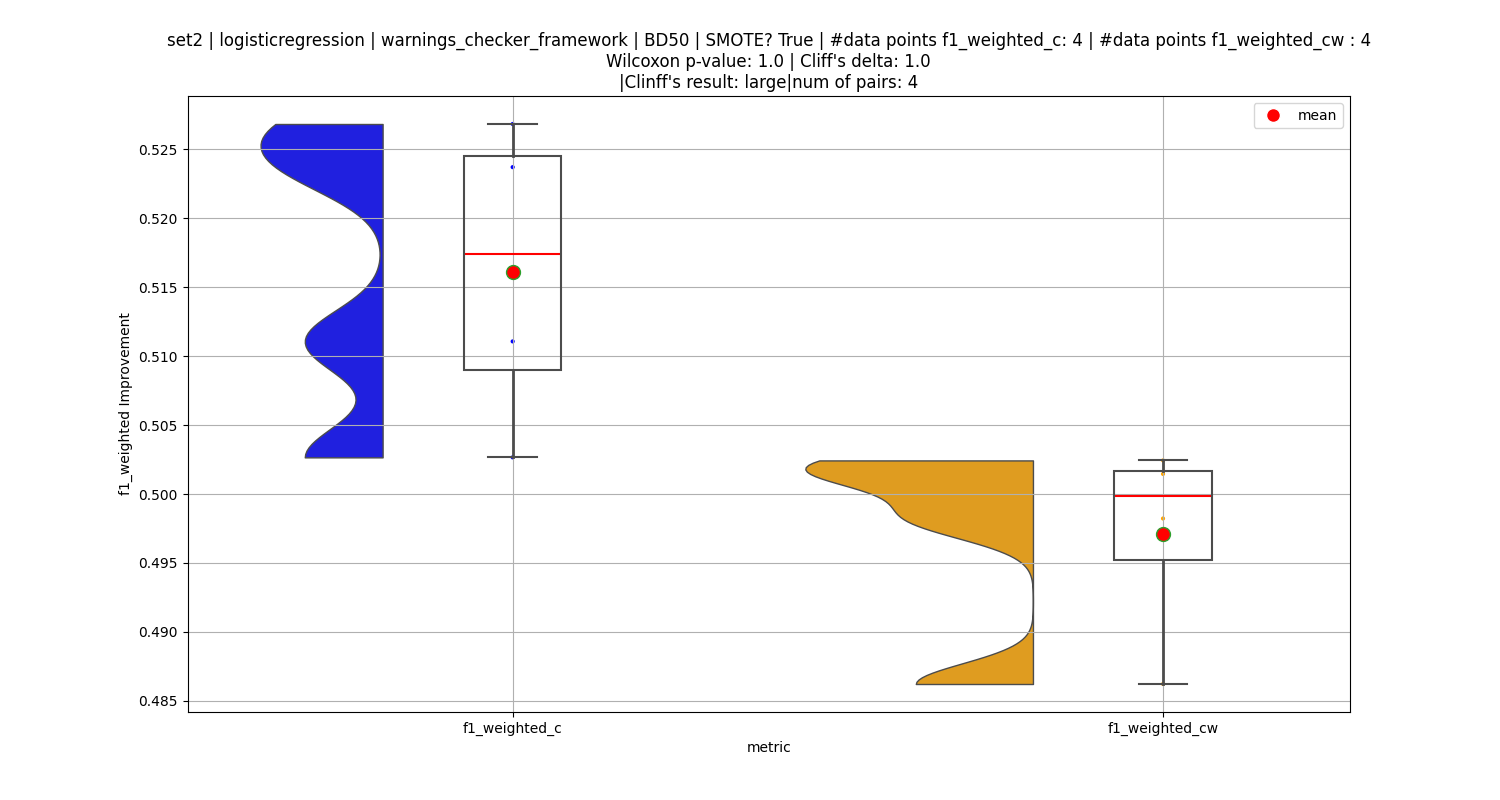 set2 | logisticregression | warnings_checker_framework | BD50 | SMOTE? True | #data points f1_weighted_c: 4 | #data points f1_weighted_cw : 4
Wilcoxon p-value: 1.0 | Cliff's delta: 1.0
|Clinff's result: large|num of pairs: 4
mean
0.525
0.520
0.515
0.510
0.505
0.500
0.495
0.490
0.485
f1_weighted Improvement
f1_weighted_c
f1_weighted_cw
metric